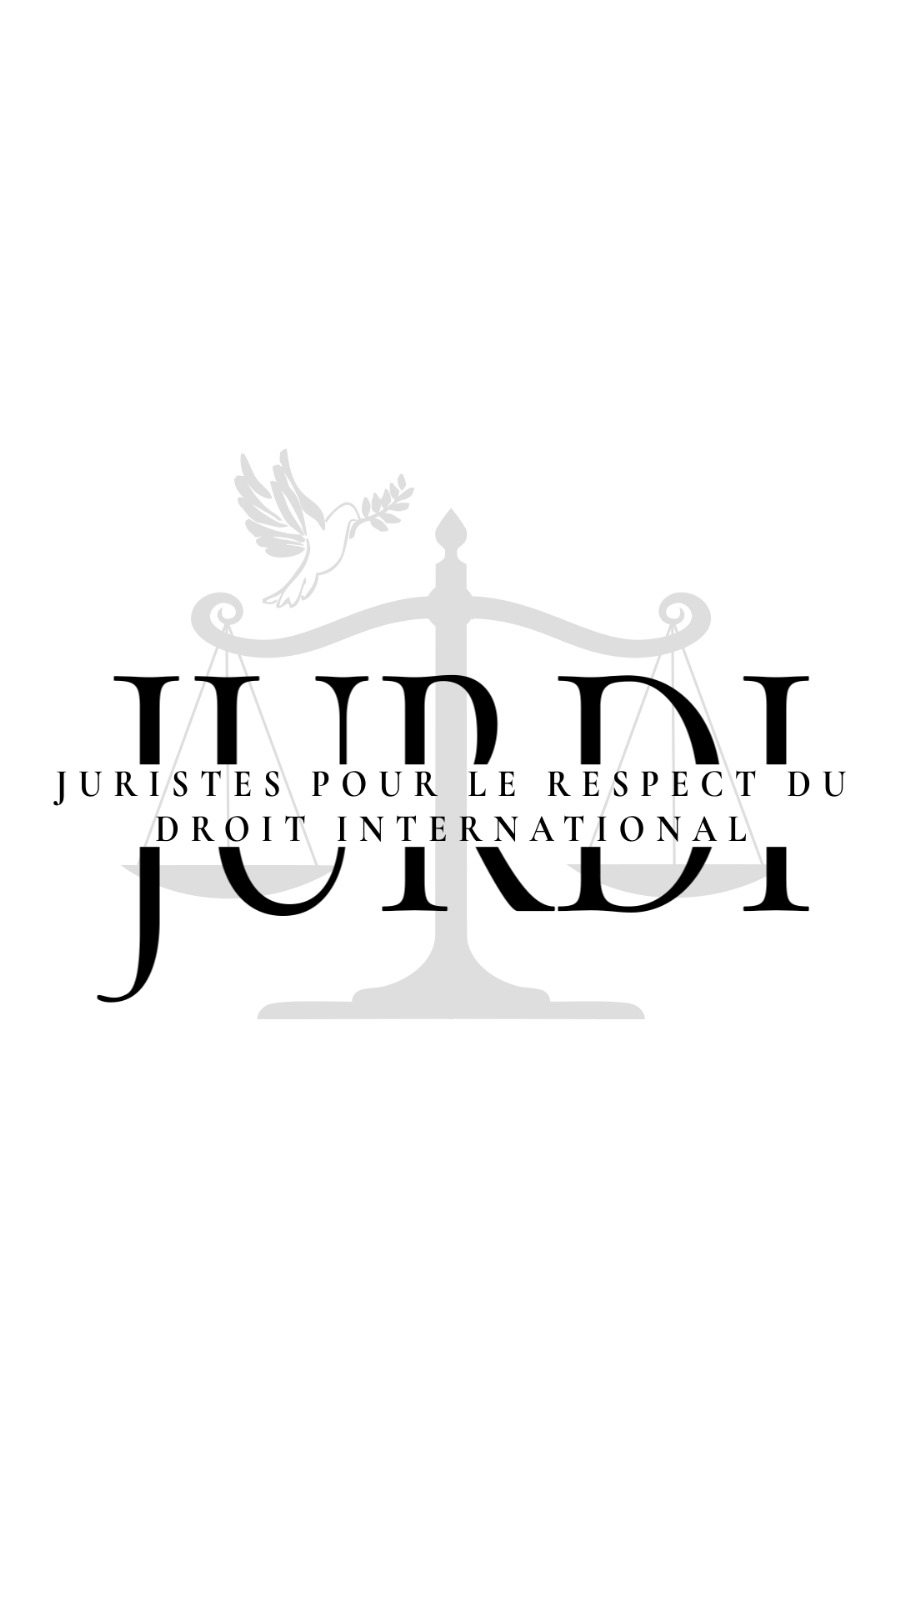 JURDI
JURISTES POUR LE RESPECT DU
DROIT INTERNATIONAL